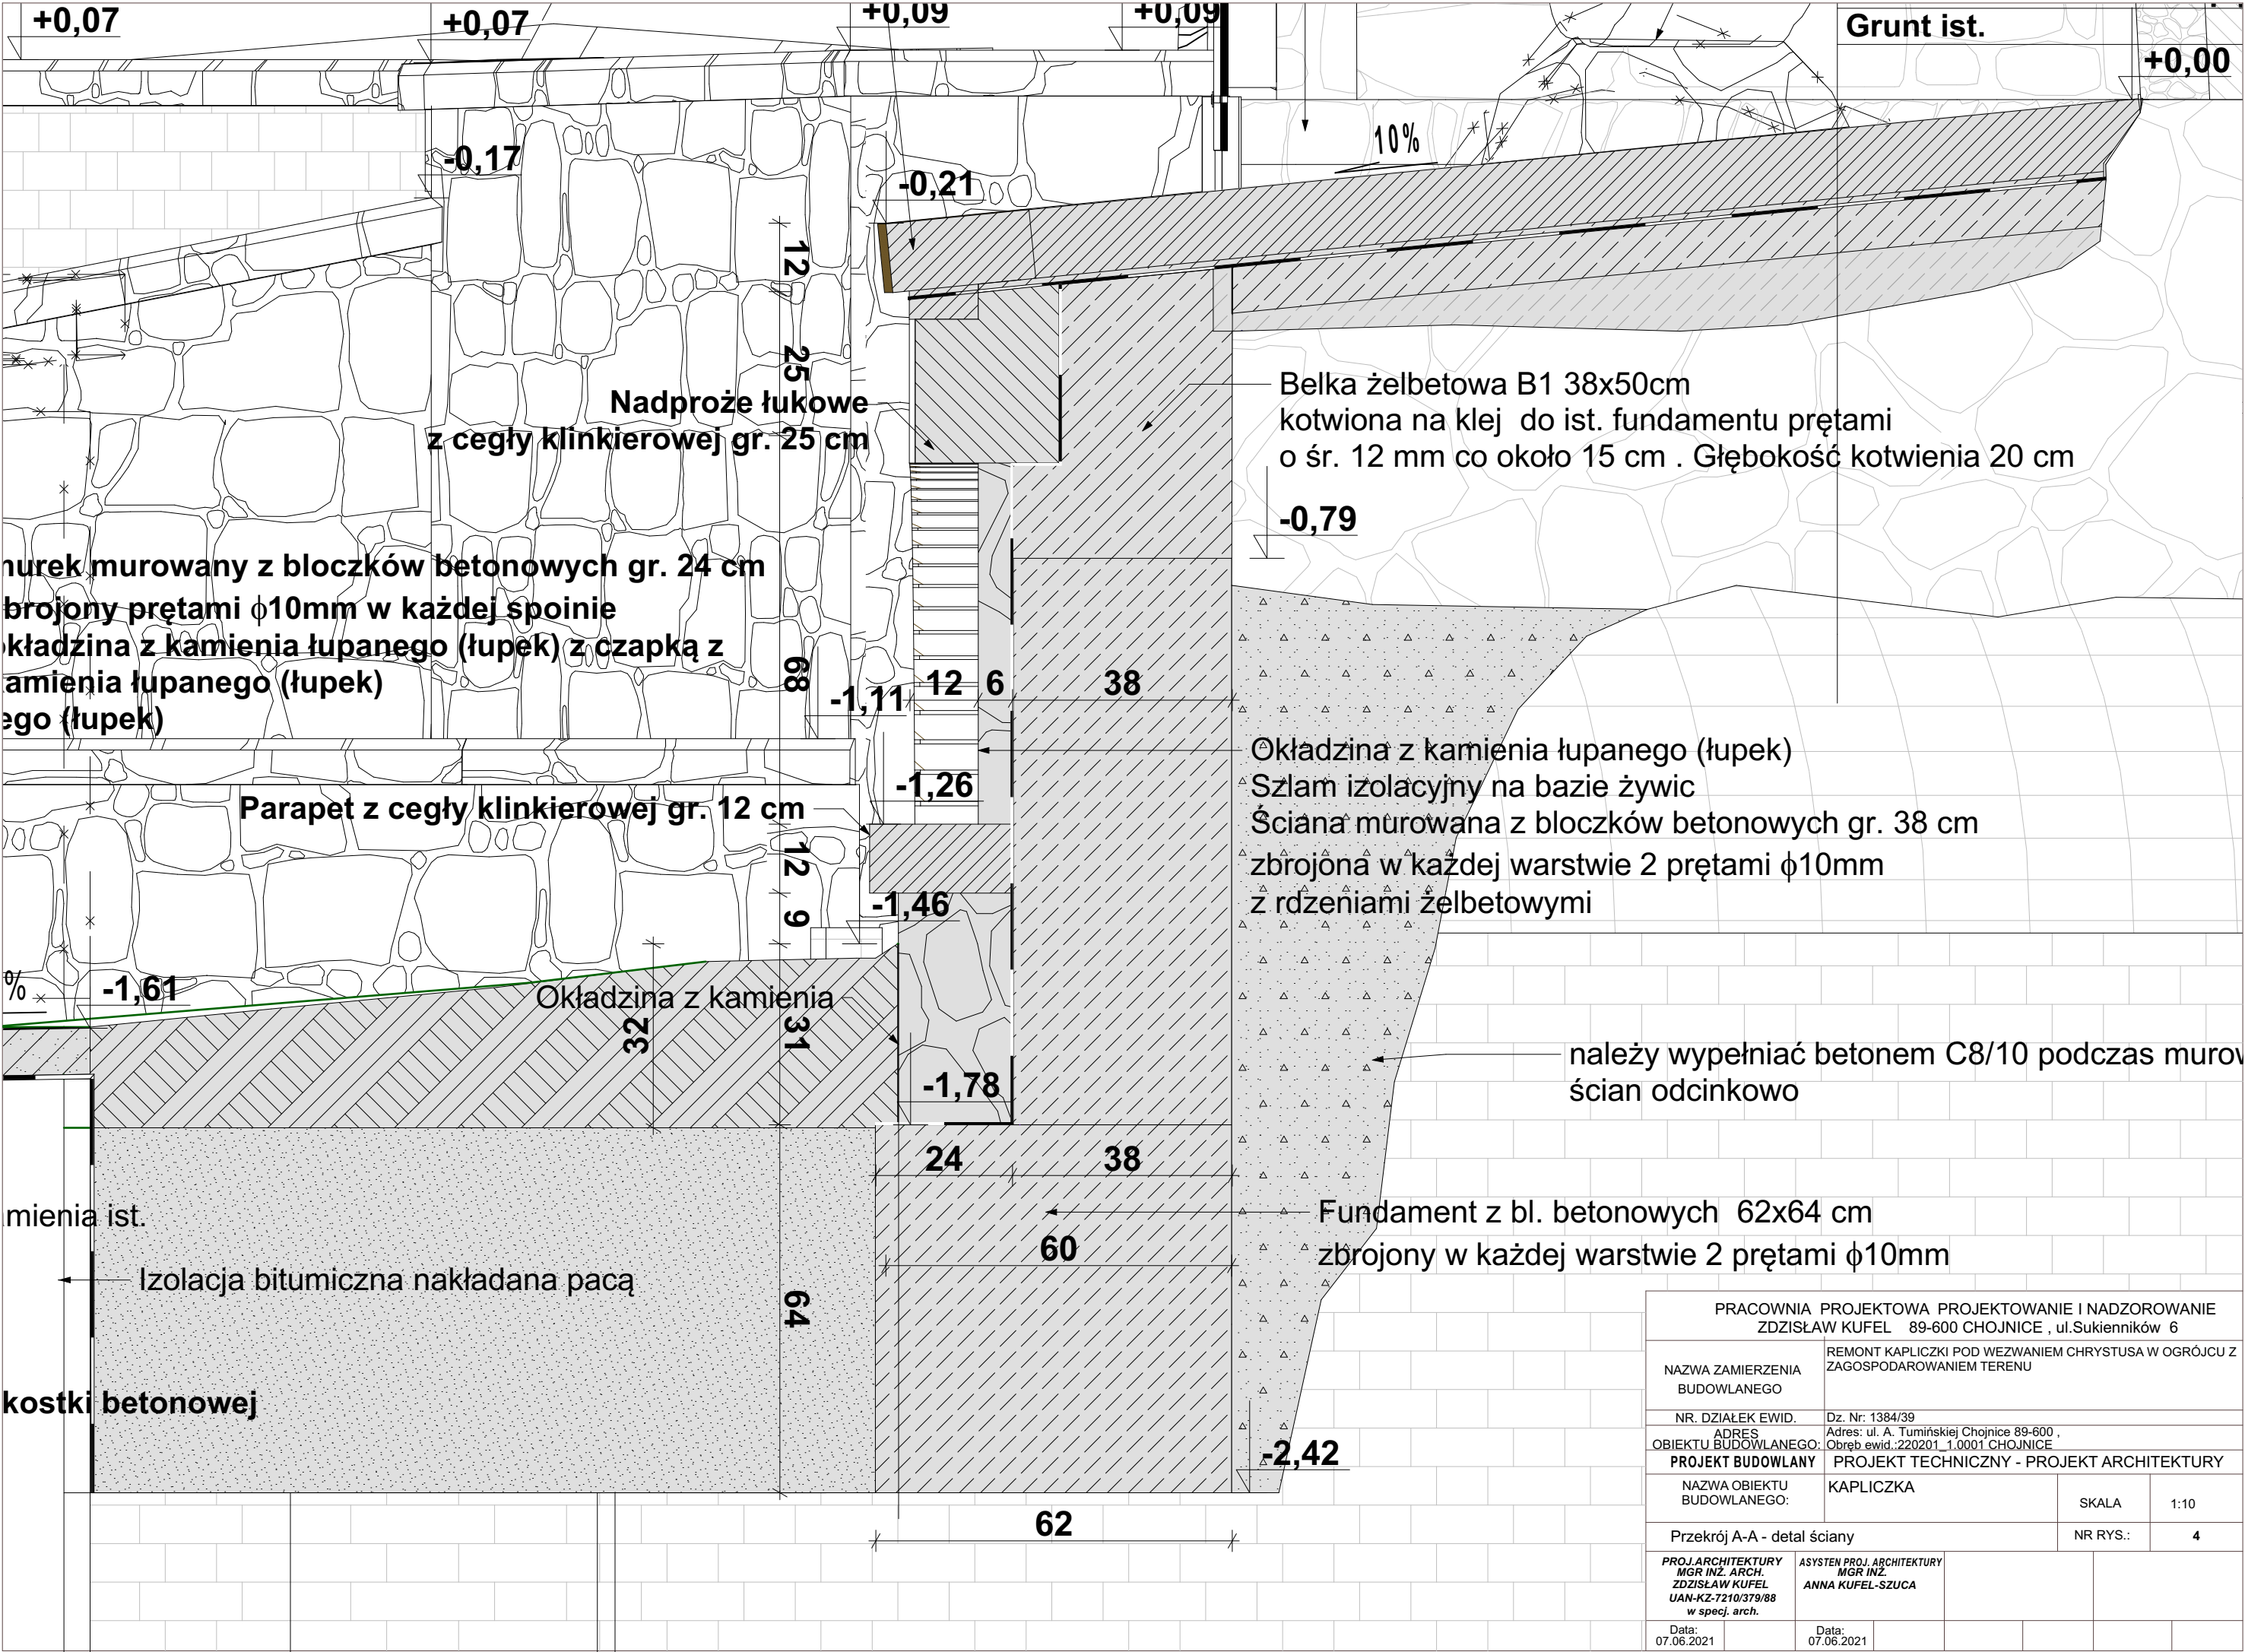 +0,07
+0,07
+0,09
+0,09
Grunt ist.
+0,00
-0,17
-0,21
10%
12
25
Nadproże łukowe
z cegły klinkierowej gr. 25 cm
Belka żelbetowa B1 38x50cm
kotwiona na klej do ist. fundamentu prętami
o śr. 12 mm co około 15 cm . Głębokość kotwienia 20 cm
-0,79
murek murowany z bloczków betonowych gr. 24 cm
brojony prętami ϕ10mm w każdej spoinie
okładzina z kamienia łupanego (łupek) z czapką z
kamienia łupanego (łupek)
ego (łupek)
68
-1,11
12
6
38
-1,26
Okładzina z kamienia łupanego (łupek)
Szlam izolacyjny na bazie żywic
Ściana murowana z bloczków betonowych gr. 38 cm
zbrojona w każdej warstwie 2 prętami ϕ10mm
z rdzeniami żelbetowymi
Parapet z cegły klinkierowej gr. 12 cm
12
9
-1,46
%
-1,61
Okładzina z kamienia
32
31
-1,78
należy wypełniać betonem C8/10 podczas murow
ścian odcinkowo
24
38
mienia ist.
Fundament z bl. betonowych 62x64 cm
zbrojony w każdej warstwie 2 prętami ϕ10mm
60
Izolacja bitumiczna nakładana pacą
64
kostki betonowej
-2,42
62
PRACOWNIA PROJEKTOWA PROJEKTOWANIE I NADZOROWANIE
ZDZISŁAW KUFEL 89-600 CHOJNICE , ul.Sukienników 6
NAZWA ZAMIERZENIA
BUDOWLANEGO
REMONT KAPLICZKI POD WEZWANIEM CHRYSTUSA W OGRÓJCU Z
ZAGOSPODAROWANIEM TERENU
NR. DZIAŁEK EWID.
Dz. Nr: 1384/39
ADRES
OBIEKTU BUDOWLANEGO:
Adres: ul. A. Tumińskiej Chojnice 89-600 ,
Obręb ewid.:220201_1.0001 CHOJNICE
PROJEKT BUDOWLANY
PROJEKT TECHNICZNY - PROJEKT ARCHITEKTURY
NAZWA OBIEKTU
BUDOWLANEGO:
KAPLICZKA
SKALA
1:10
Przekrój A-A - detal ściany
NR RYS.:
4
PROJ.ARCHITEKTURY
MGR INŻ. ARCH.
ZDZISŁAW KUFEL
UAN-KZ-7210/379/88
w specj. arch.
ASYSTEN PROJ. ARCHITEKTURY
MGR INŻ.
ANNA KUFEL-SZUCA
Data:
07.06.2021
Data:
07.06.2021